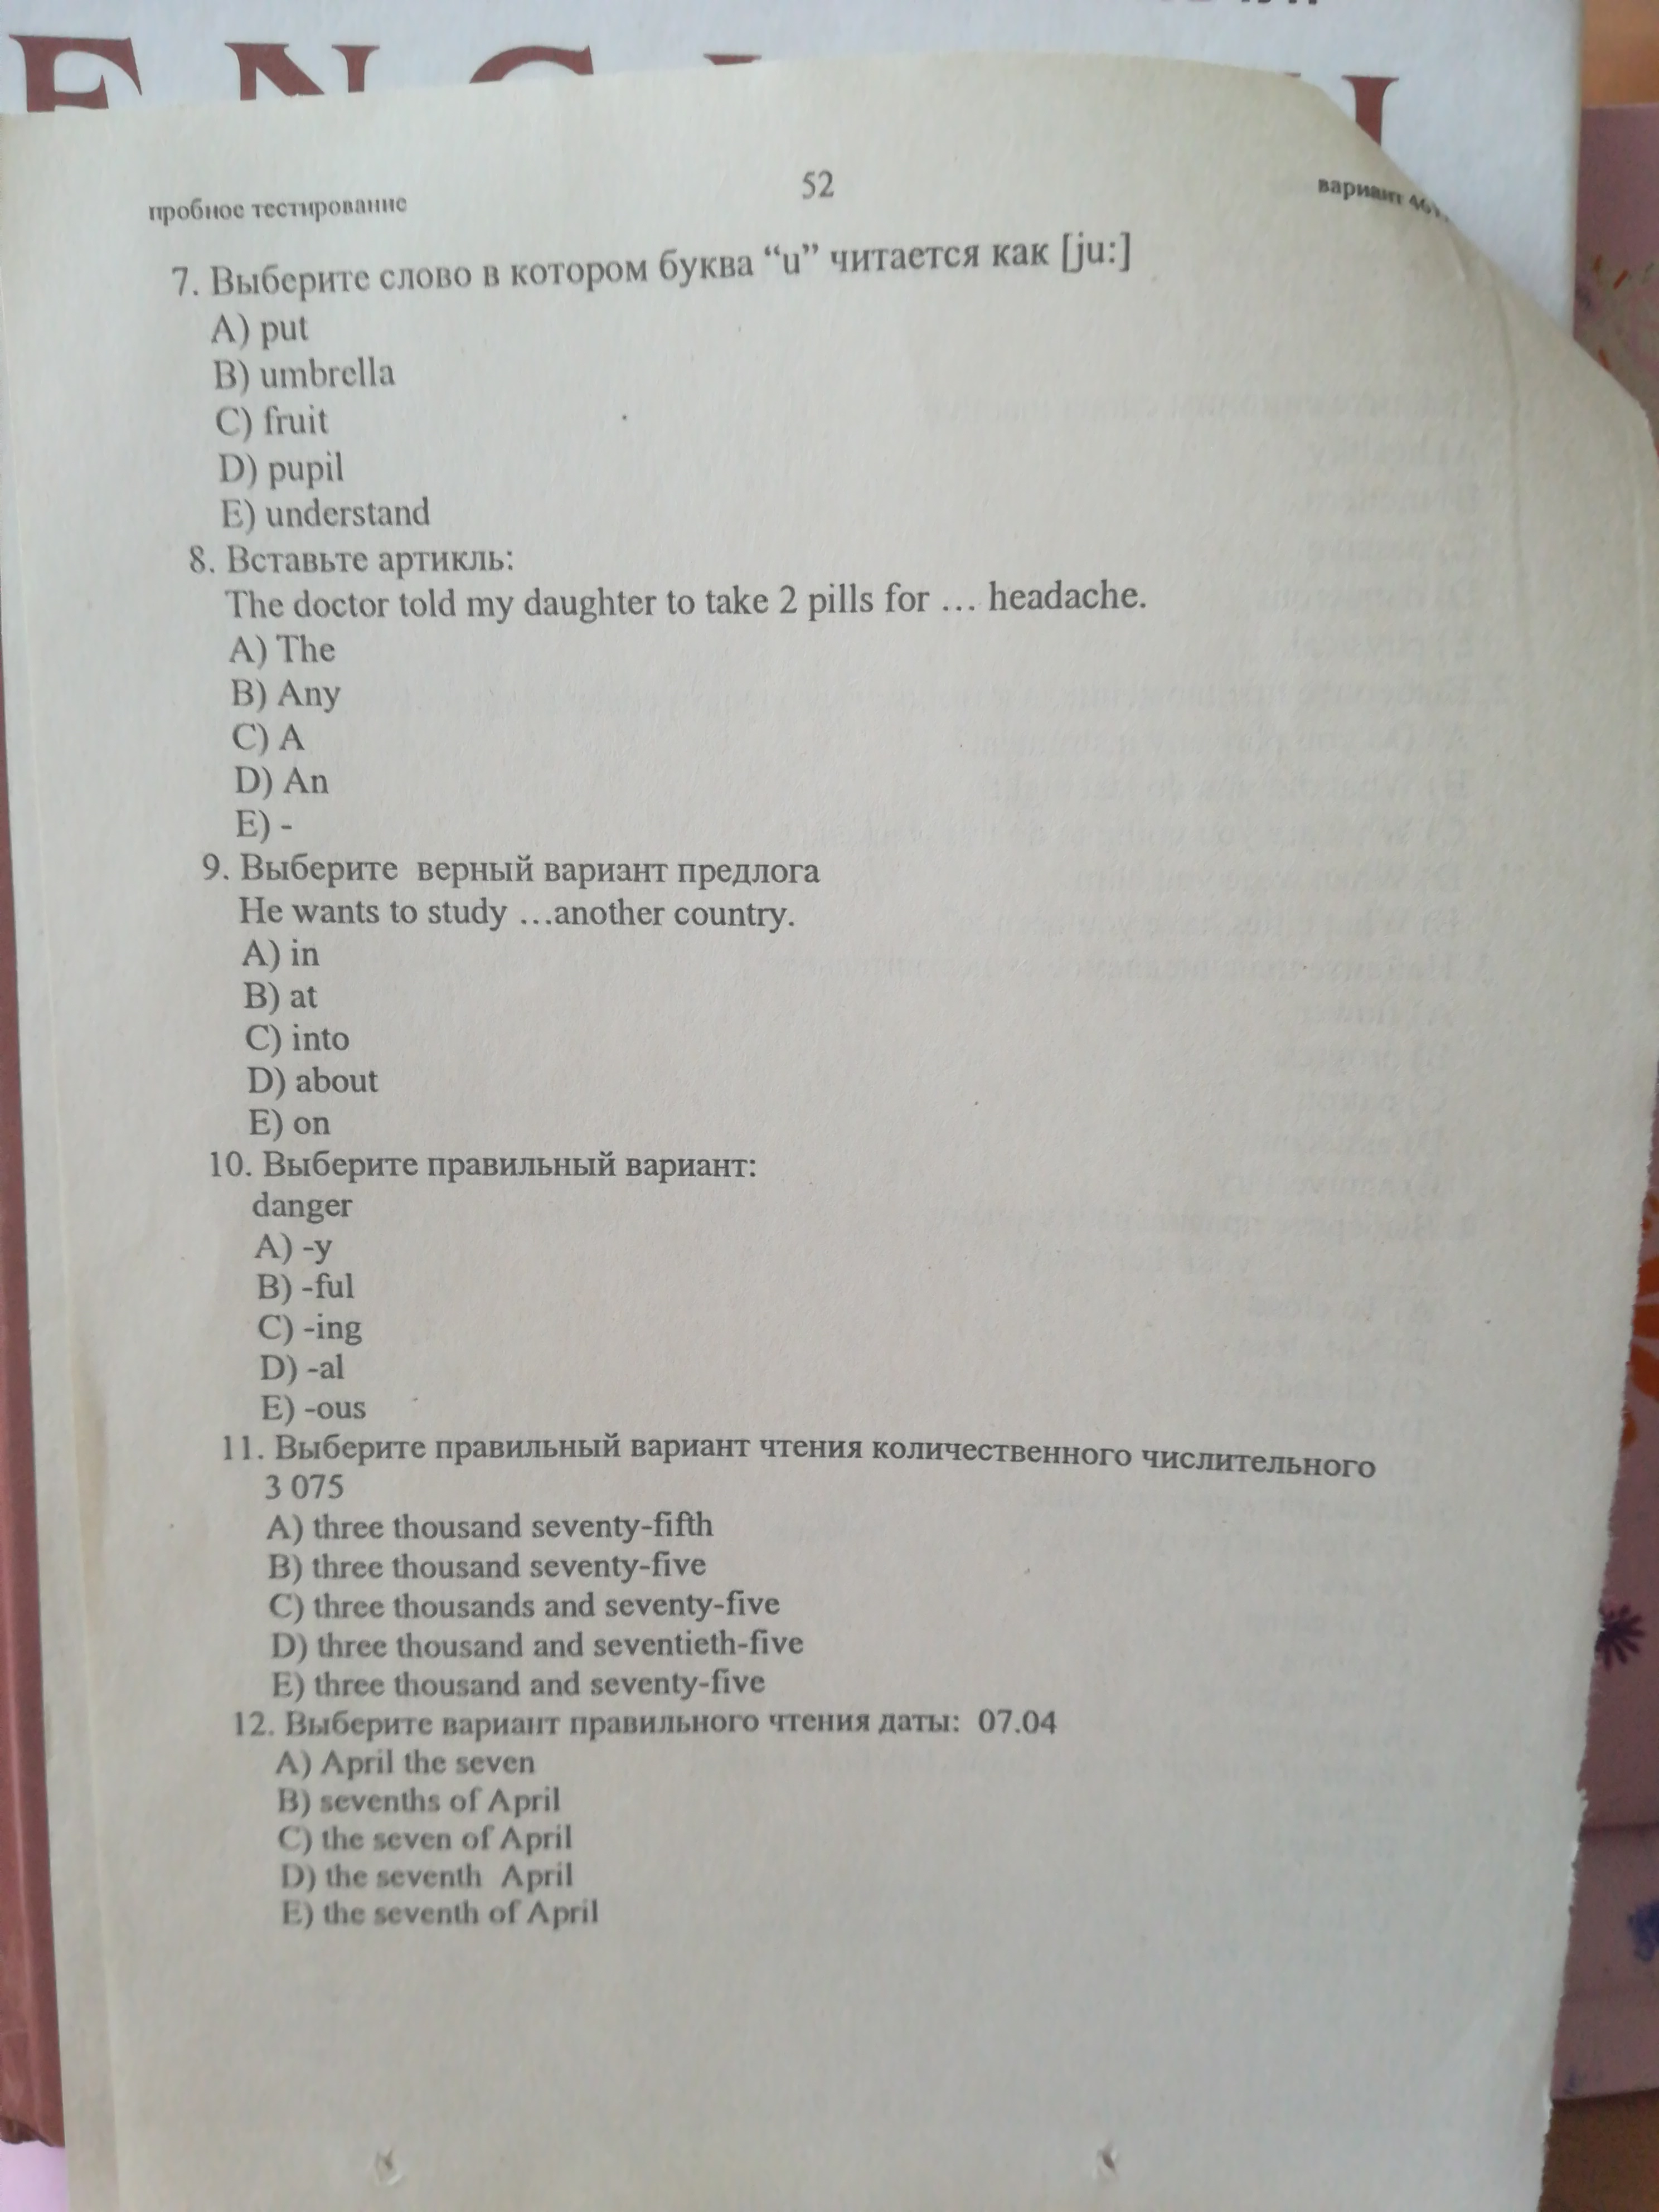 52
пробное тестирование
вариант
7. Выберите слово в котором буква “u” читается как [ju:]
A) put
B) umbrella
C) fruit
D) pupil
E) understand
8. Вставьте артикль:
The doctor told my daughter to take 2 pills for … headache.
A) The
B) Any
C) A
D) An
E) -
9. Выберите верный вариант предлога
He wants to study …another country.
A) in
B) at
C) into
D) about
E) on
10. Выберите правильный вариант:
danger
A) -y
B) -ful
C) -ing
D) -al
E) -ous
11. Выберите правильный вариант чтения количественного числительного
3 075
A) three thousand seventy-fifth
B) three thousand seventy-five
C) three thousands and seventy-five
D) three thousand and seventieth-five
E) three thousand and seventy-five
12. Выберите вариант правильного чтения даты: 07.04
A) April the seven
B) sevenths of April
C) the seven of April
D) the seventh April
E) the seventh of April